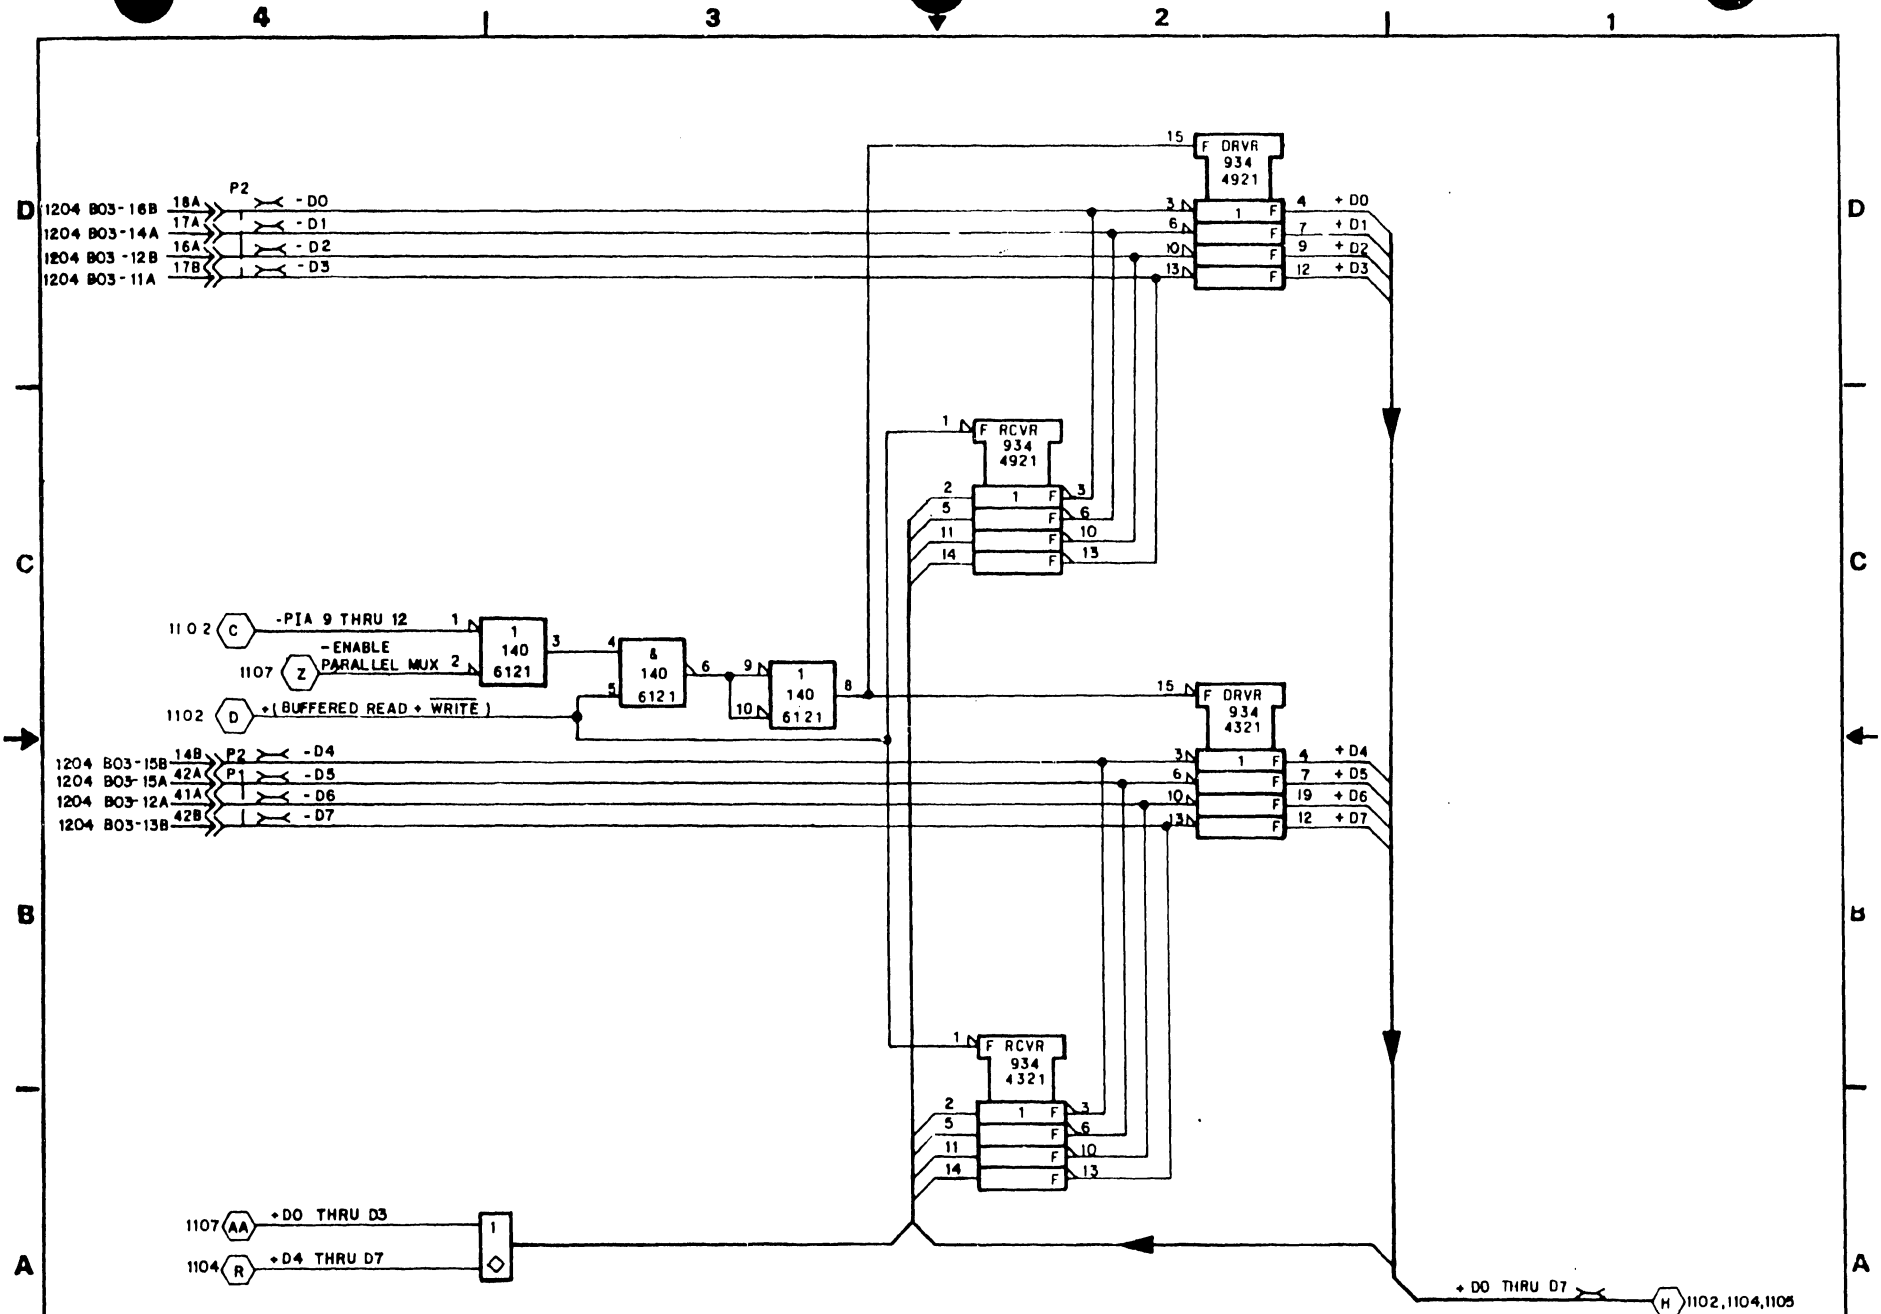 4 3 2 1
15 F DRVR
934
4921
P2
D 1204 B03-16B 18A - D0 3 1 F 4 + D0 D
1204 B03-14A 17A - D1 6 F 7 + D1
1204 B03-12B 16A - D2 10 F 9 + D2
1204 B03-11A 17B - D3 13 F 12 + D3
1 F RCVR
934
4921
2 1 F 3
5 F 6
11 F 10
C 14 F 13 C
1102 C -PIA 9 THRU 12 1 1 140 6121 3
1107 Z - ENABLE PARALLEL MUX 2
4 & 140 6121 6
5
9 1 140 6121 8
10
1102 D +(BUFFERED READ + WRITE)
15 F DRVR
934
4321
1204 B03-15B 14B P2 - D4 3 1 F 4 + D4
1204 B03-15A 42A P1 - D5 6 F 7 + D5
1204 B03-12A 41A - D6 10 F 19 + D6
1204 B03-13B 42B - D7 13 F 12 + D7
B B
1 F RCVR
934
4321
2 1 F 3
5 F 6
11 F 10
14 F 13
1107 AA +D0 THRU D3 1
A 1104 R +D4 THRU D7 A
+ D0 THRU D7 H 1102,1104,1105